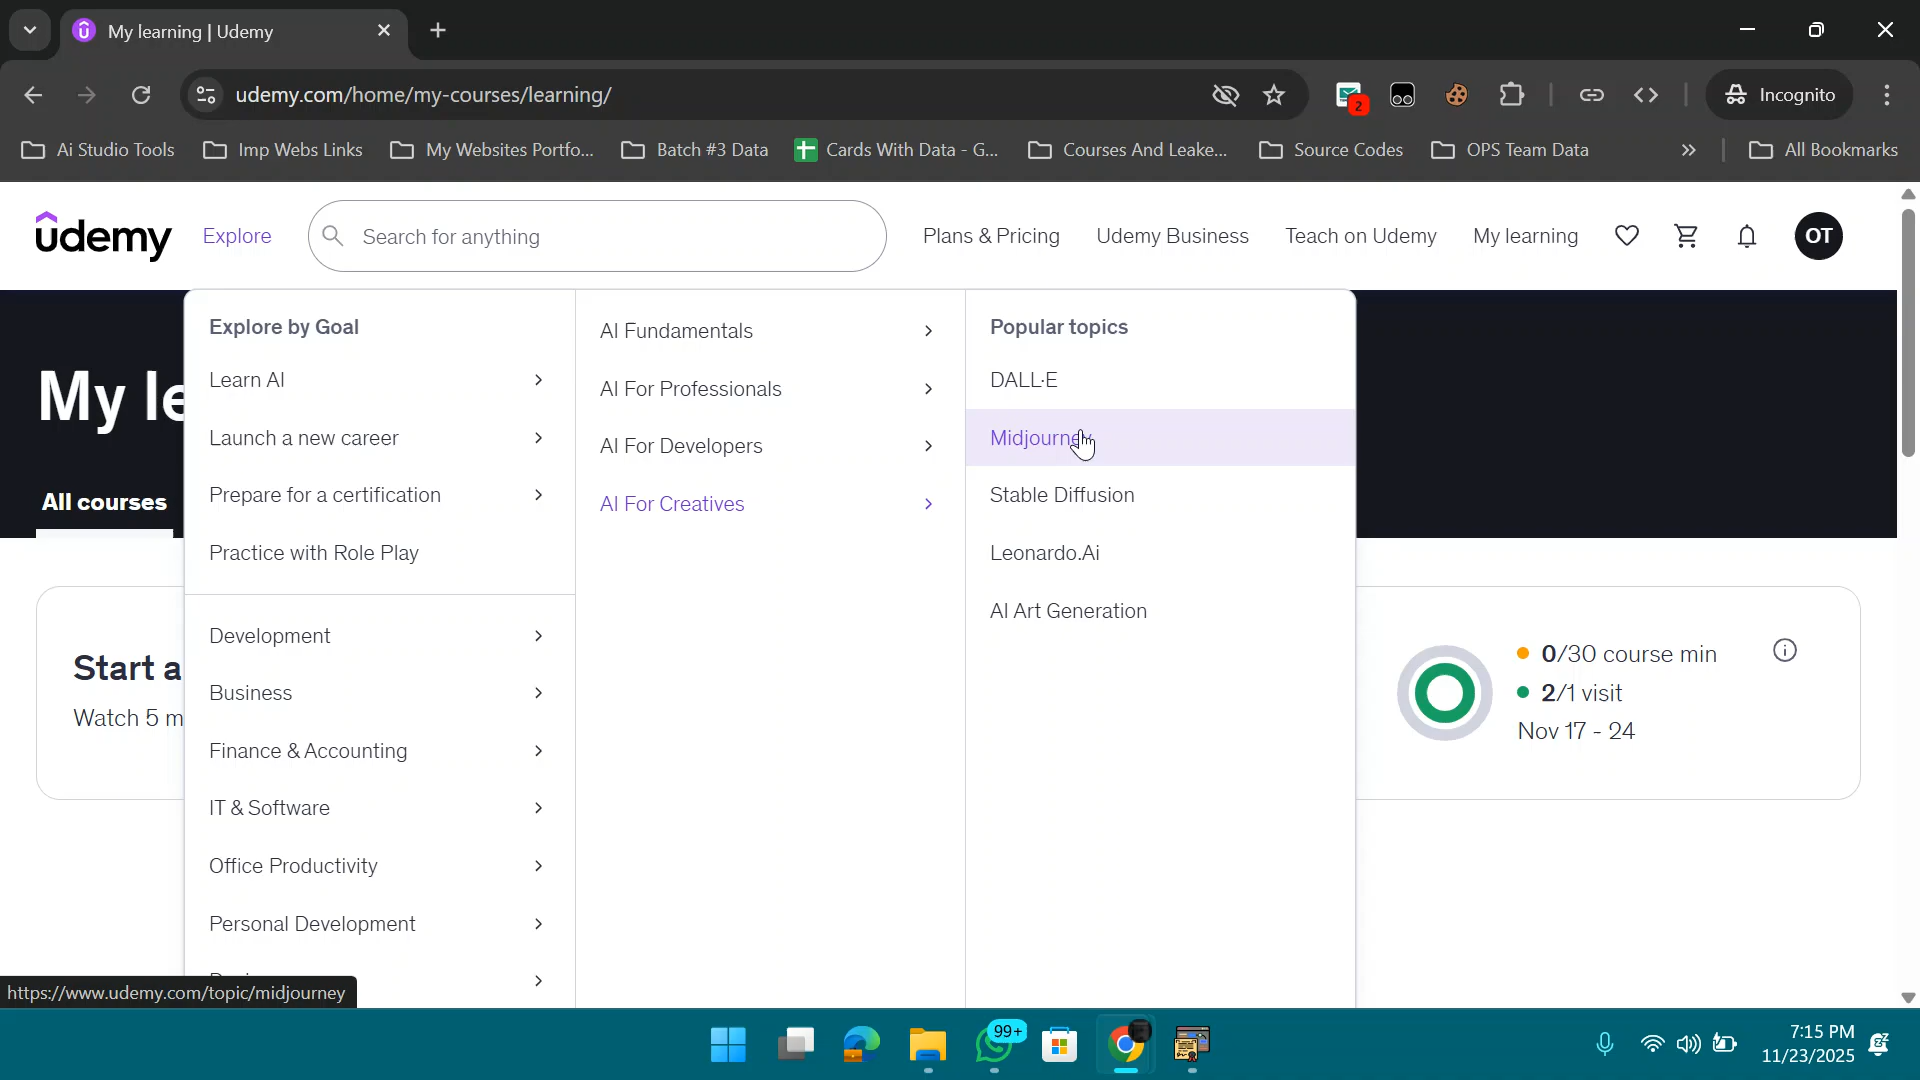 My learning | Udemy
udemy.com/home/my-courses/learning/
2
Incognito
Ai Studio Tools
Imp Webs Links
My Websites Portfo...
Batch #3 Data
Cards With Data - G...
Courses And Leake...
Source Codes
OPS Team Data
All Bookmarks
udemy
Explore
Search for anything
Plans & Pricing
Udemy Business
Teach on Udemy
My learning
OT
My le
All courses
Explore by Goal
Learn AI
Launch a new career
Prepare for a certification
Practice with Role Play
Development
Business
Finance & Accounting
IT & Software
Office Productivity
Personal Development
AI Fundamentals
AI For Professionals
AI For Developers
AI For Creatives
Popular topics
DALL·E
Midjourney
Stable Diffusion
Leonardo.Ai
AI Art Generation
Start a
Watch 5 m
0/30 course min
2/1 visit
Nov 17 - 24
https://www.udemy.com/topic/midjourney
99+
7:15 PM
11/23/2025